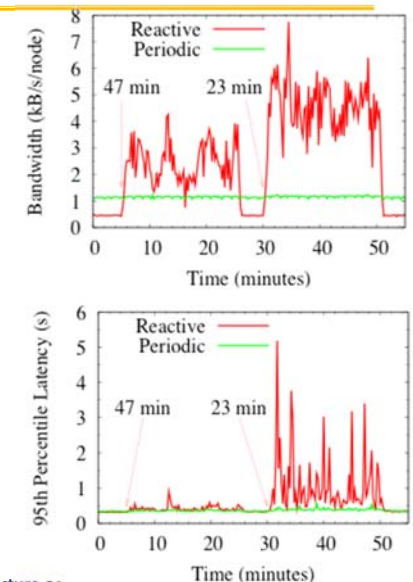 Bandwidth (kB/s/node)
8
7
6
5
4
3
2
1
0
Reactive
Periodic
47 min
23 min
0 10 20 30 40 50
Time (minutes)
95th Percentile Latency (s)
6
5
4
3
2
1
0
Reactive
Periodic
47 min
23 min
0 10 20 30 40 50
Time (minutes)